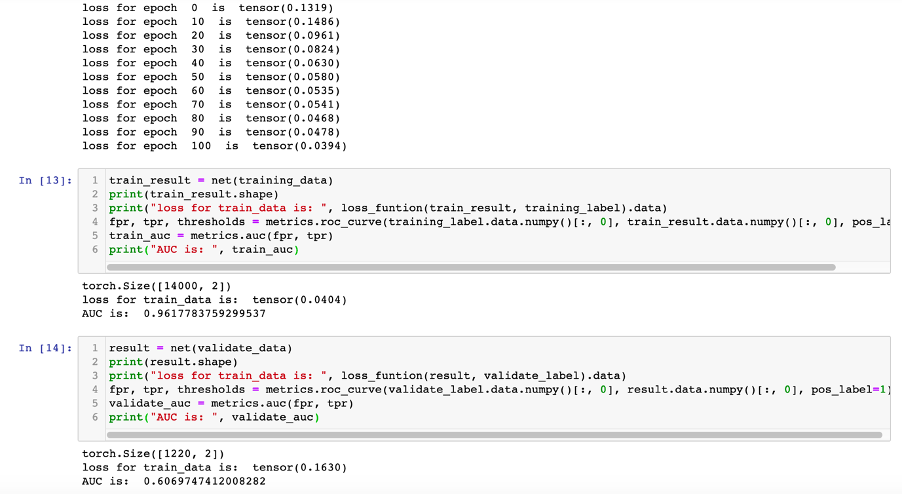 loss for epoch 0 is tensor(0.1319)
loss for epoch 10 is tensor(0.1486)
loss for epoch 20 is tensor(0.0961)
loss for epoch 30 is tensor(0.0824)
loss for epoch 40 is tensor(0.0630)
loss for epoch 50 is tensor(0.0580)
loss for epoch 60 is tensor(0.0535)
loss for epoch 70 is tensor(0.0541)
loss for epoch 80 is tensor(0.0468)
loss for epoch 90 is tensor(0.0478)
loss for epoch 100 is tensor(0.0394)
In [13]: 1 train_result = net(training_data)
2 print(train_result.shape)
3 print("loss for train_data is: ", loss_funtion(train_result, training_label).data)
4 fpr, tpr, thresholds = metrics.roc_curve(training_label.data.numpy()[:, 0], train_result.data.numpy()[:, 0], pos_la
5 train_auc = metrics.auc(fpr, tpr)
6 print("AUC is: ", train_auc)
torch.Size([14000, 2])
loss for train_data is: tensor(0.0404)
AUC is: 0.9617783759299537
In [14]: 1 result = net(validate_data)
2 print(result.shape)
3 print("loss for train_data is: ", loss_funtion(result, validate_label).data)
4 fpr, tpr, thresholds = metrics.roc_curve(validate_label.data.numpy()[:, 0], result.data.numpy()[:, 0], pos_label=1)
5 validate_auc = metrics.auc(fpr, tpr)
6 print("AUC is: ", validate_auc)
torch.Size([1220, 2])
loss for train_data is: tensor(0.1630)
AUC is: 0.6069747412008282